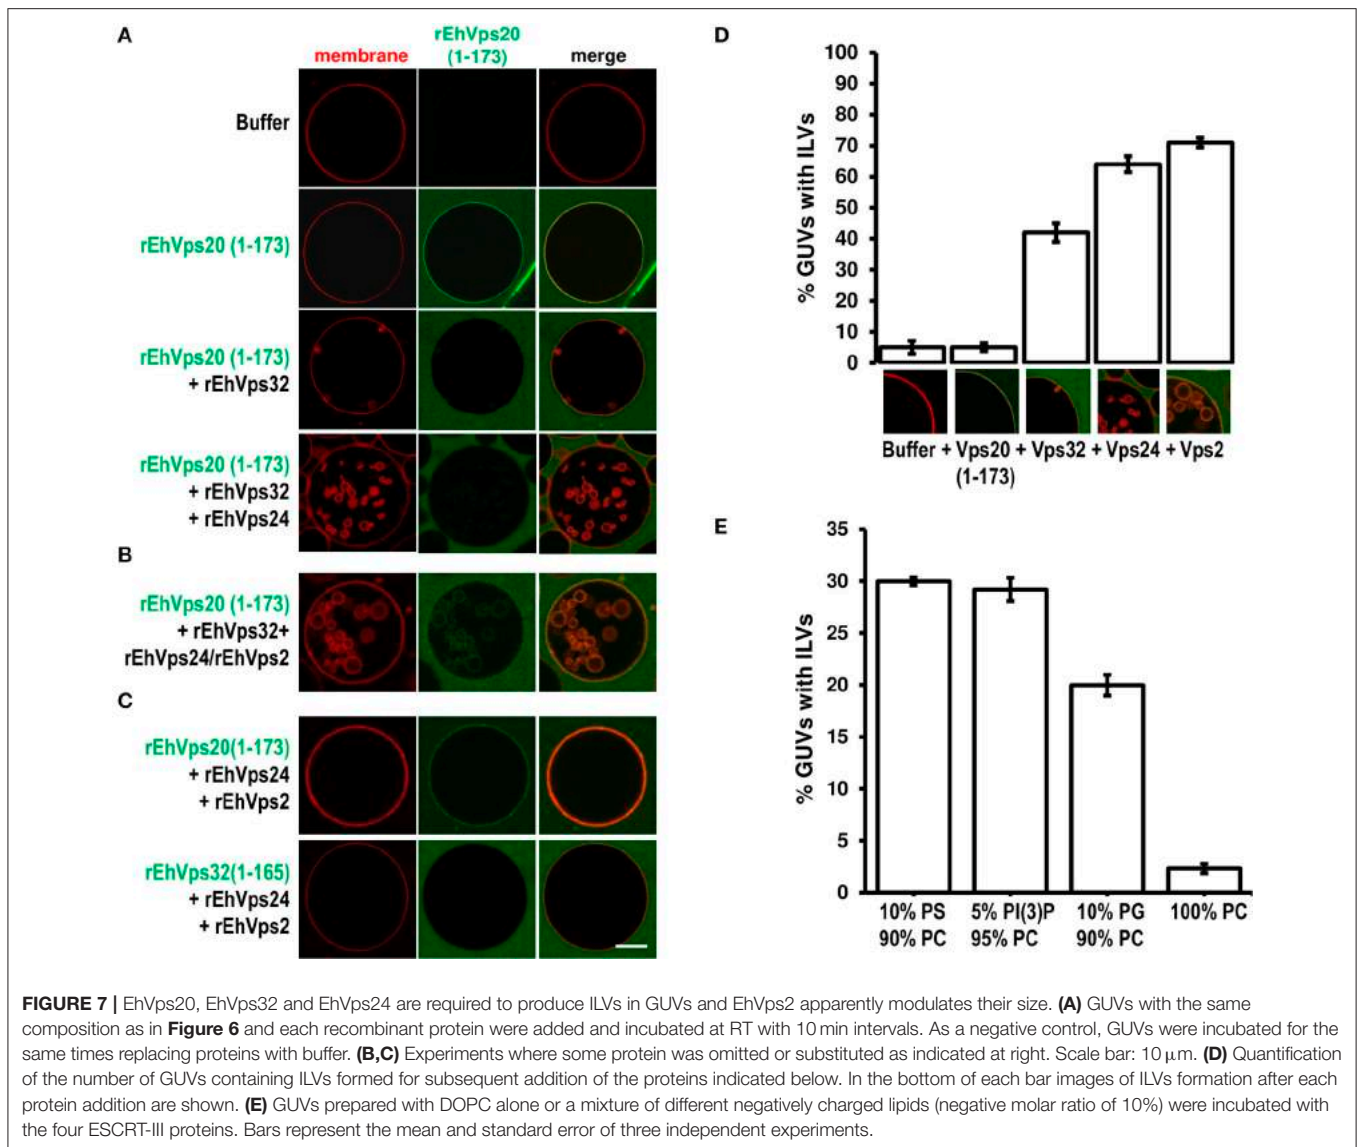 A
membrane
rEhVps20
(1-173)
merge
Buffer
rEhVps20 (1-173)
rEhVps20 (1-173)
+ rEhVps32
rEhVps20 (1-173)
+ rEhVps32
+ rEhVps24
B
rEhVps20 (1-173)
+ rEhVps32+
rEhVps24/rEhVps2
C
rEhVps20(1-173)
+ rEhVps24
+ rEhVps2
rEhVps32(1-165)
+ rEhVps24
+ rEhVps2
D
% GUVs with ILVs
100
90
80
70
60
50
40
30
20
10
0
Buffer + Vps20 + Vps32 + Vps24 + Vps2
(1-173)
E
% GUVs with ILVs
35
30
25
20
15
10
5
0
10% PS 5% PI(3)P 10% PG 100% PC
90% PC 95% PC 90% PC
FIGURE 7 | EhVps20, EhVps32 and EhVps24 are required to produce ILVs in GUVs and EhVps2 apparently modulates their size. (A) GUVs with the same
composition as in Figure 6 and each recombinant protein were added and incubated at RT with 10 min intervals. As a negative control, GUVs were incubated for the
same times replacing proteins with buffer. (B,C) Experiments where some protein was omitted or substituted as indicated at right. Scale bar: 10 μm. (D) Quantification
of the number of GUVs containing ILVs formed for subsequent addition of the proteins indicated below. In the bottom of each bar images of ILVs formation after each
protein addition are shown. (E) GUVs prepared with DOPC alone or a mixture of different negatively charged lipids (negative molar ratio of 10%) were incubated with
the four ESCRT-III proteins. Bars represent the mean and standard error of three independent experiments.